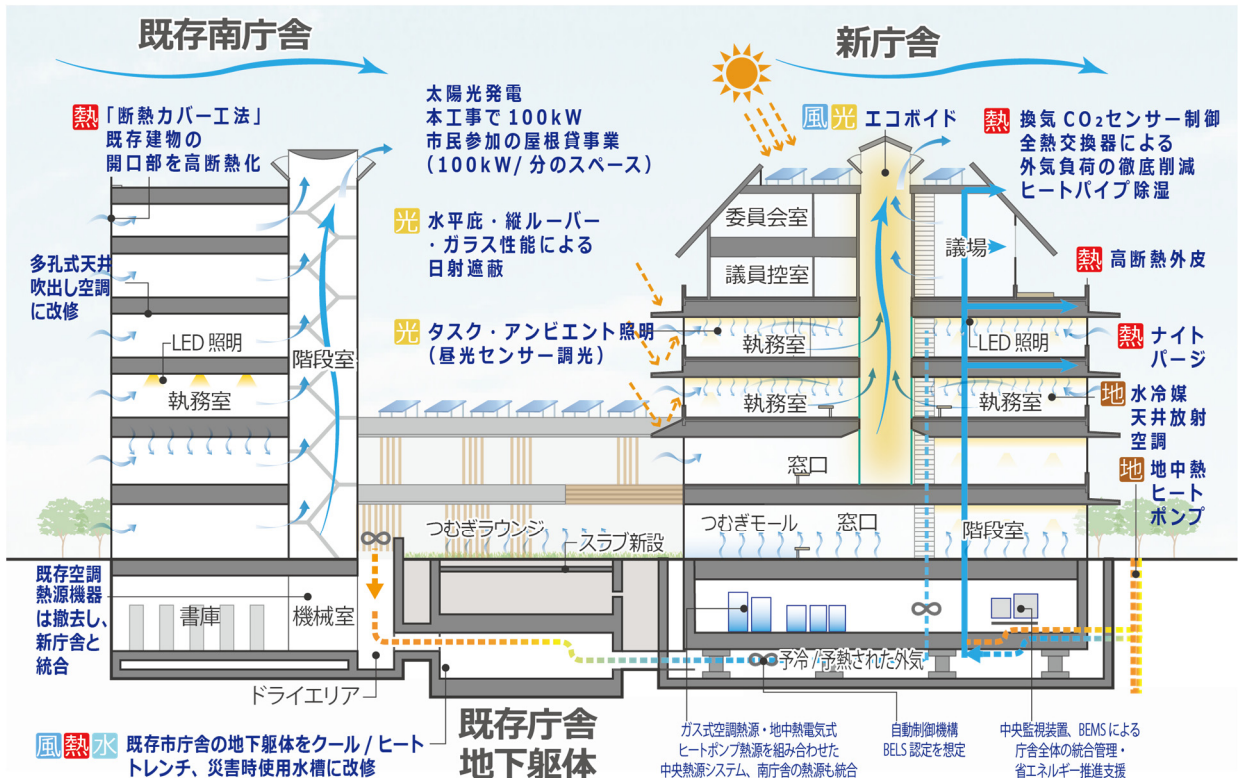 既存南庁舎
新庁舎
熱 「断熱カバー工法」
既存建物の
開口部を高断熱化
太陽光発電
本工事で100kW
市民参加の屋根貸事業
(100kW/分のスペース)
風 光 エコボイド
熱 換気CO₂センサー制御
全熱交換器による
外気負荷の徹底削減
ヒートパイプ除湿
光 水平庇・縦ルーバー
・ガラス性能による
日射遮蔽
委員会室
議員控室
議場
熱 高断熱外皮
多孔式天井
吹出し空調
に改修
LED照明
階段室
執務室
光 タスク・アンビエント照明
(昼光センサー調光)
執務室
LED照明
熱 ナイト
パージ
執務室
執務室
地 水冷媒
天井放射
空調
窓口
地 地中熱
ヒート
ポンプ
つむぎラウンジ
スラブ新設
つむぎモール
窓口
階段室
既存空調
熱源機器
は撤去し、
新庁舎と
統合
書庫
機械室
予冷/予熱された外気
ドライエリア
既存庁舎
地下躯体
風 熱 水 既存市庁舎の地下躯体をクール/ヒート
トレンチ、災害時使用水槽に改修
ガス式空調熱源・地中熱電気式
ヒートポンプ熱源を組み合わせた
中央熱源システム、南庁舎の熱源も統合
自動制御機構
BELS認定を想定
中央監視装置、BEMSによる
庁舎全体の統合管理・
省エネルギー推進支援